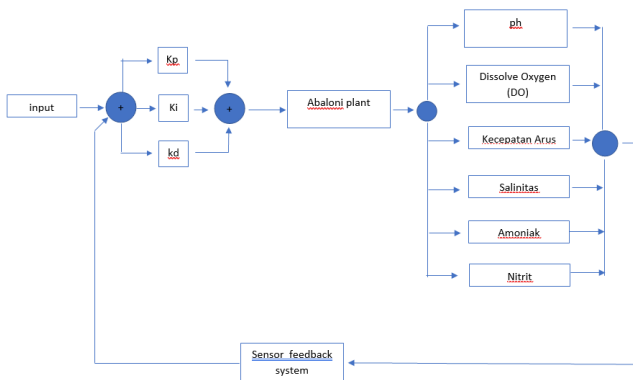 input
+
Kp
Ki
kd
+
Abaloni plant
ph
Dissolve Oxygen
(DO)
Kecepatan Arus
Salinitas
Amoniak
Nitrit
Sensor feedback
system